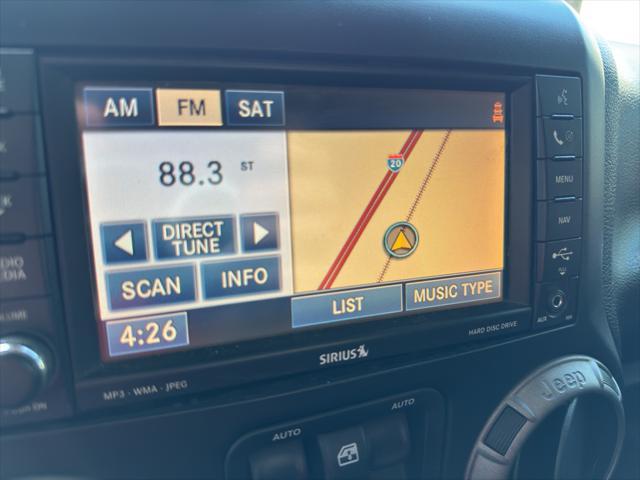 AM FM SAT
88.3 ST
20
DIRECT TUNE
SCAN INFO
LIST MUSIC TYPE
4:26
MENU
NAV
AUX
SIRIUS
HARD DISC DRIVE
MP3 · WMA · JPEG
AUTO AUTO
Jeep